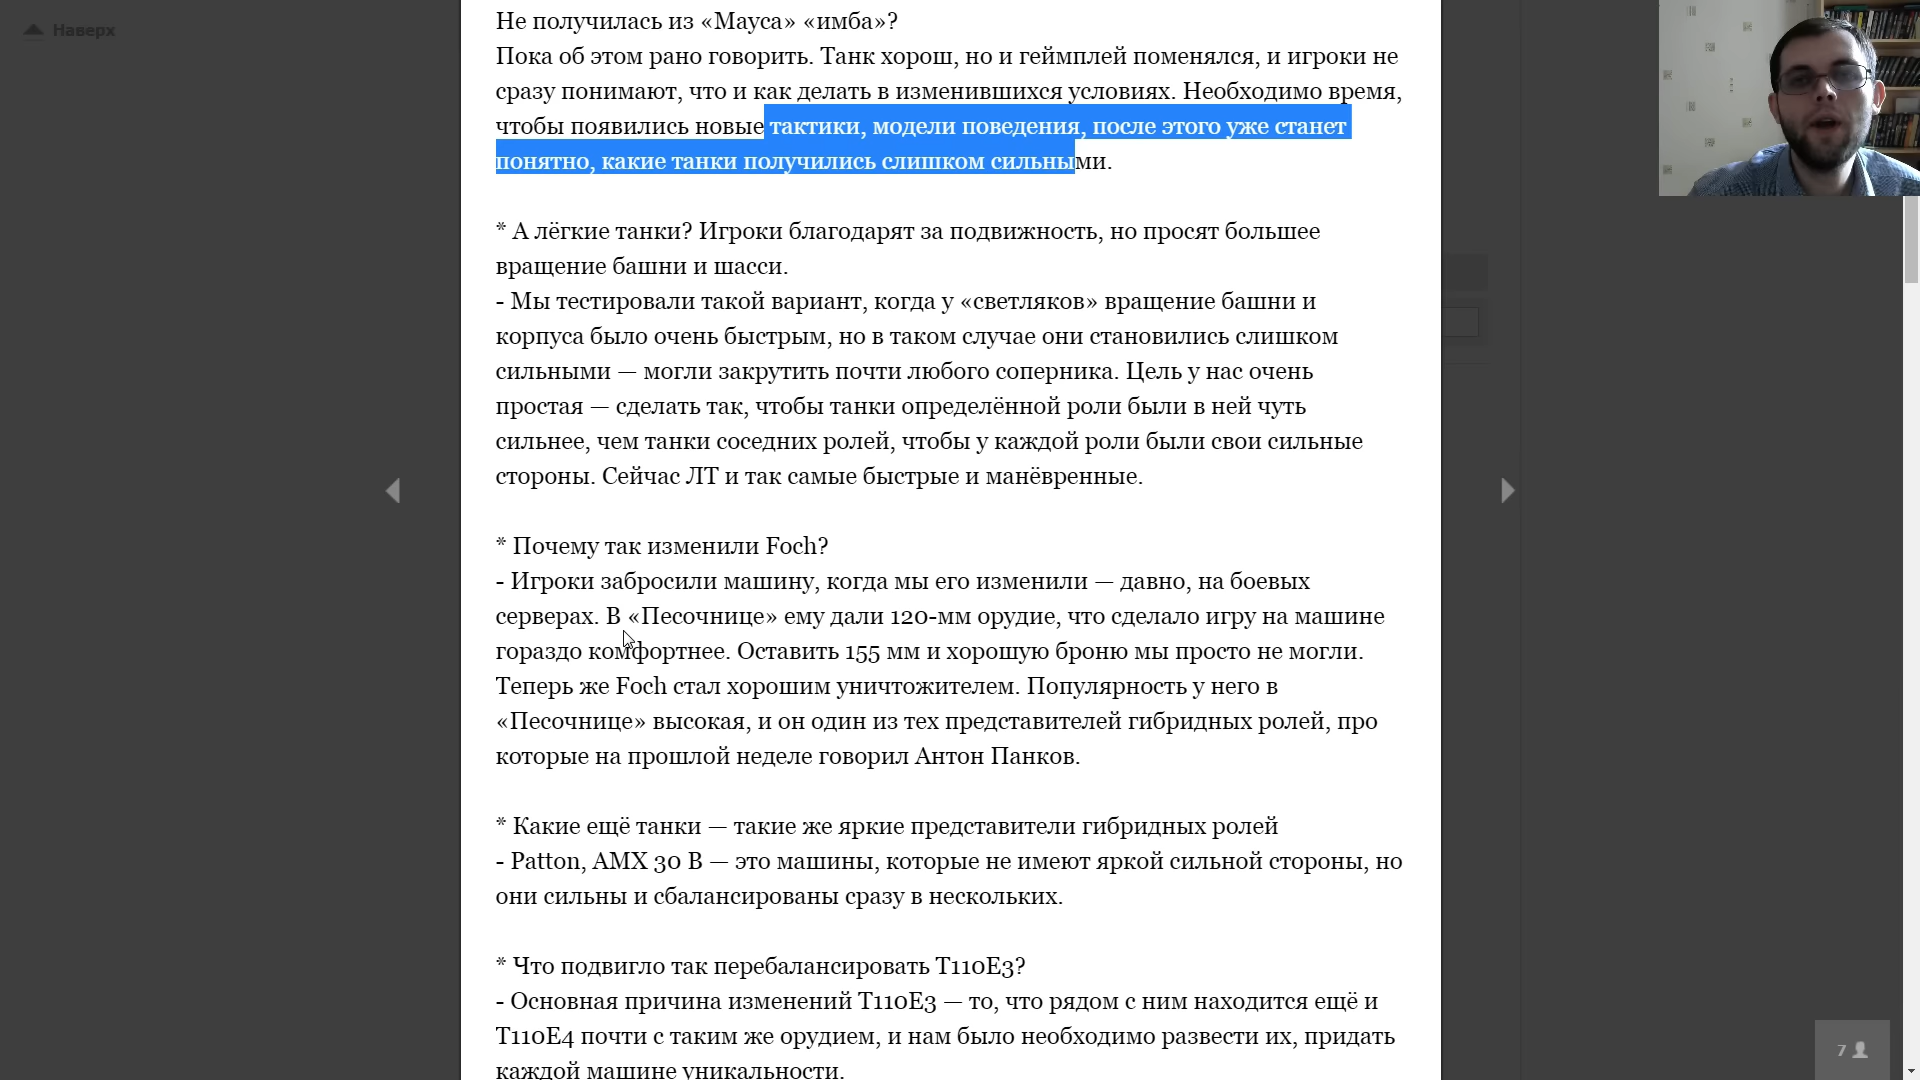 Наверх
Не получилась из «Мауса» «имба»?
Пока об этом рано говорить. Танк хорош, но и геймплей поменялся, и игроки не
сразу понимают, что и как делать в изменившихся условиях. Необходимо время,
чтобы появились новые тактики, модели поведения, после этого уже станет
понятно, какие танки получились слишком сильными.
* А лёгкие танки? Игроки благодарят за подвижность, но просят большее
вращение башни и шасси.
- Мы тестировали такой вариант, когда у «светляков» вращение башни и
корпуса было очень быстрым, но в таком случае они становились слишком
сильными — могли закрутить почти любого соперника. Цель у нас очень
простая — сделать так, чтобы танки определённой роли были в ней чуть
сильнее, чем танки соседних ролей, чтобы у каждой роли были свои сильные
стороны. Сейчас ЛТ и так самые быстрые и манёвренные.
* Почему так изменили Foch?
- Игроки забросили машину, когда мы его изменили — давно, на боевых
серверах. В «Песочнице» ему дали 120-мм орудие, что сделало игру на машине
гораздо комфортнее. Оставить 155 мм и хорошую броню мы просто не могли.
Теперь же Foch стал хорошим уничтожителем. Популярность у него в
«Песочнице» высокая, и он один из тех представителей гибридных ролей, про
которые на прошлой неделе говорил Антон Панков.
* Какие ещё танки — такие же яркие представители гибридных ролей
- Patton, AMX 30 B — это машины, которые не имеют яркой сильной стороны, но
они сильны и сбалансированы сразу в нескольких.
* Что подвигло так перебалансировать T110E3?
- Основная причина изменений T110E3 — то, что рядом с ним находится ещё и
T110E4 почти с таким же орудием, и нам было необходимо развести их, придать
каждой машине уникальности.
7